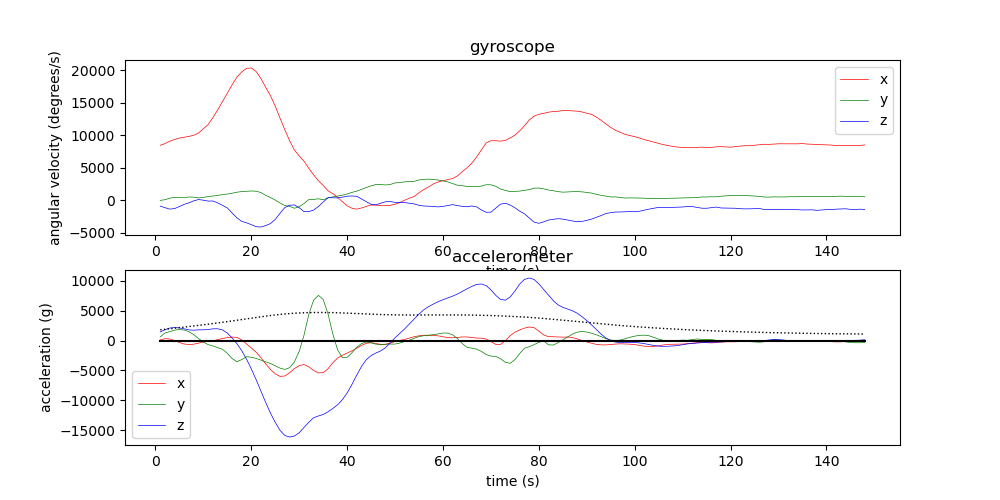 gyroscope
angular velocity (degrees/s)
20000
15000
10000
5000
0
−5000
x
y
z
0 20 40 60 80 100 120 140
time (s)
accelerometer
acceleration (g)
10000
5000
0
−5000
−10000
−15000
x
y
z
0 20 40 60 80 100 120 140
time (s)